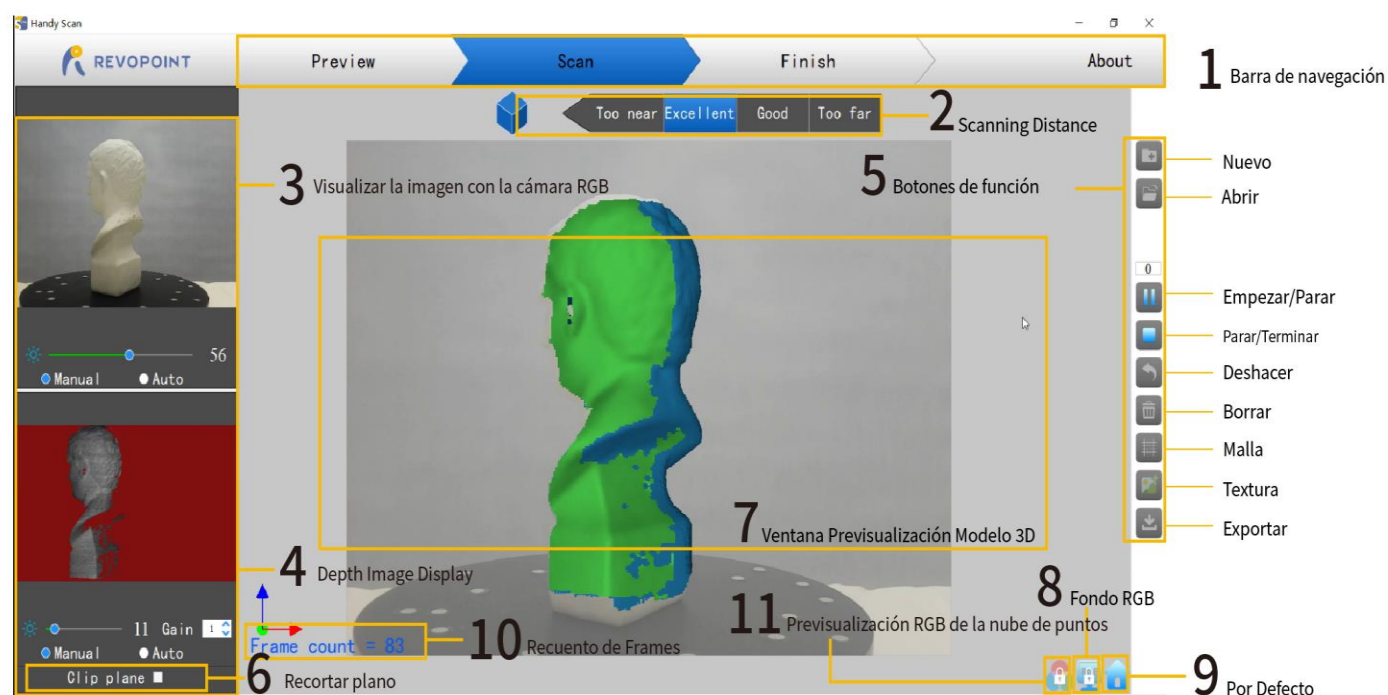 Handy Scan
REVOPOINT
Preview
Scan
Finish
About
1 Barra de navegación
Too near Excellent Good Too far
2 Scanning Distance
3 Visualizar la imagen con la cámara RGB
5 Botones de función
Nuevo
Abrir
0
Empezar/Parar
Parar/Terminar
Deshacer
Borrar
Malla
Textura
Exportar
56
Manual Auto
7 Ventana Previsualización Modelo 3D
4 Depth Image Display
8 Fondo RGB
11 Previsualización RGB de la nube de puntos
11 Gain 1
Manual Auto
Frame count = 83
10 Recuento de Frames
Clip plane
6 Recortar plano
9 Por Defecto